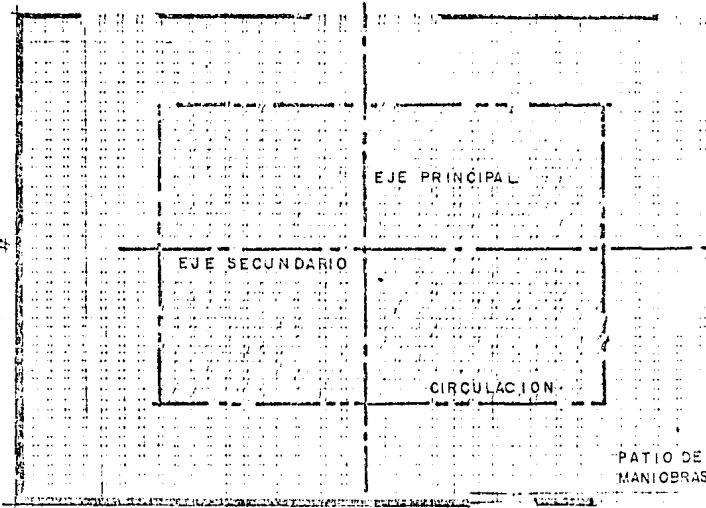 EJE PRINCIPAL
EJE SECUNDARIO
CIRCULACION
PATIO DE
MANIOBRAS